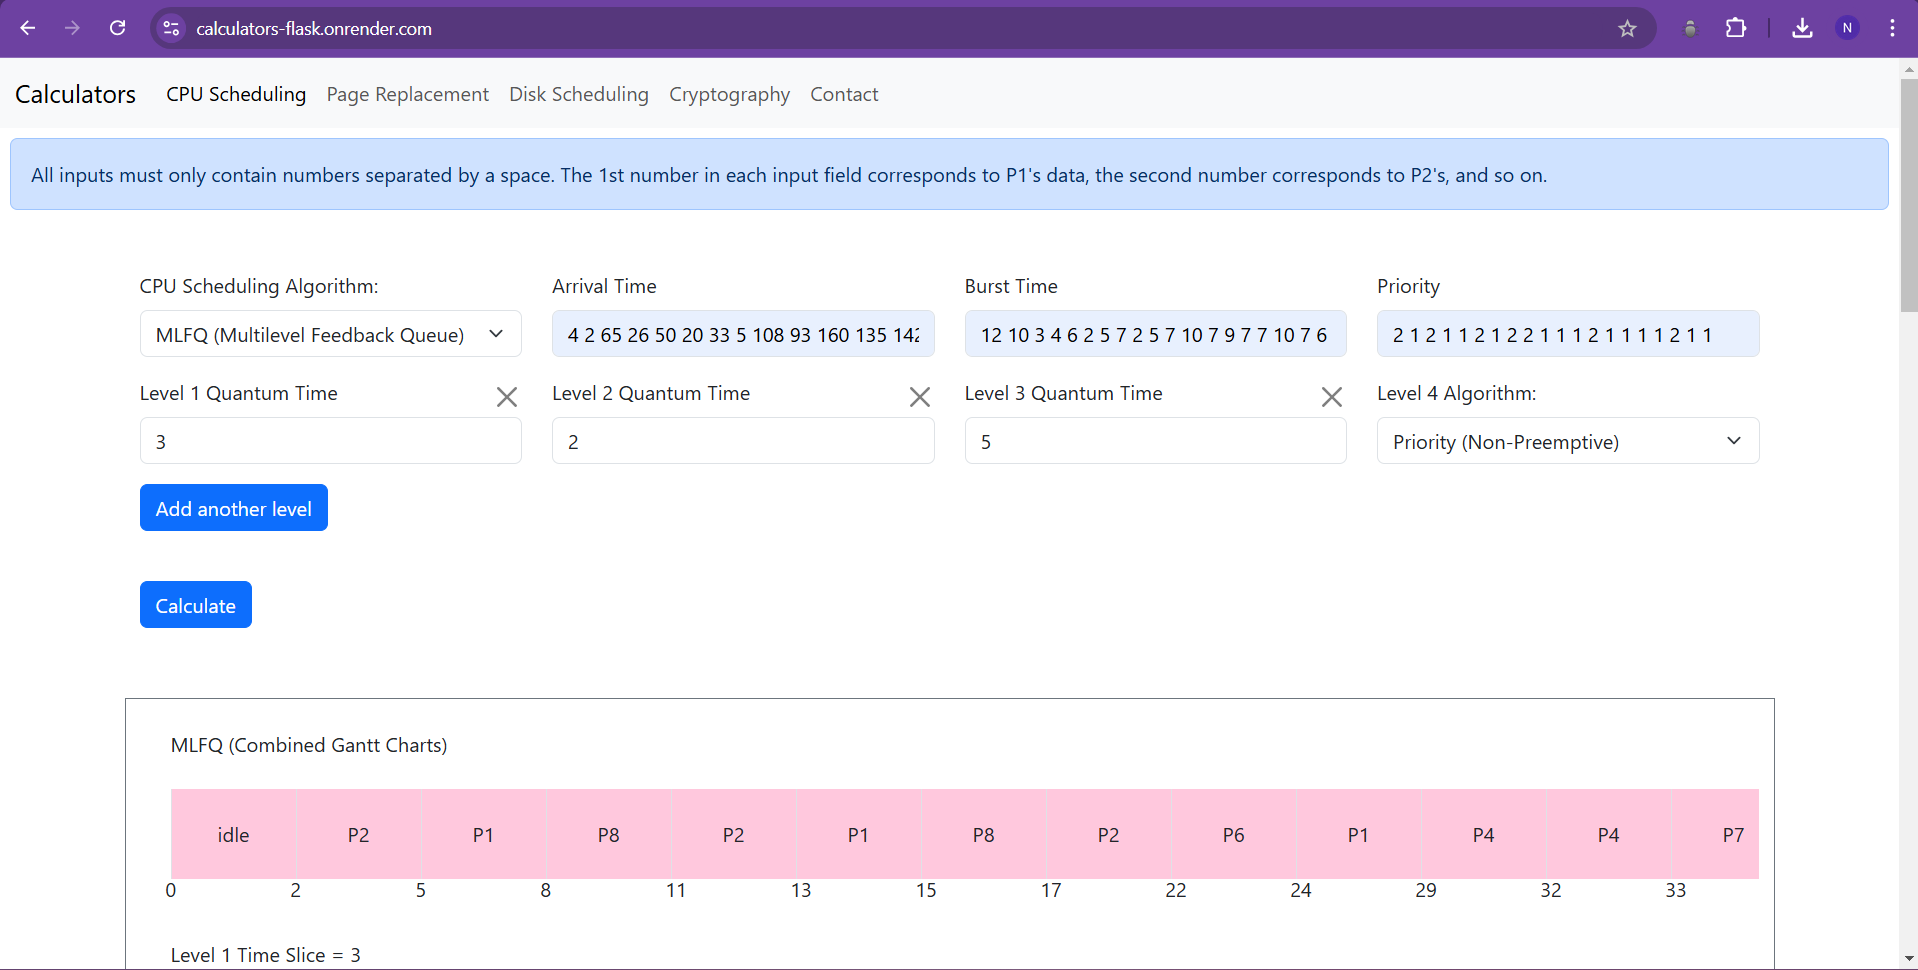 calculators-flask.onrender.com
N
Calculators CPU Scheduling Page Replacement Disk Scheduling Cryptography Contact
All inputs must only contain numbers separated by a space. The 1st number in each input field corresponds to P1's data, the second number corresponds to P2's, and so on.
CPU Scheduling Algorithm: Arrival Time Burst Time Priority
MLFQ (Multilevel Feedback Queue) 4 2 65 26 50 20 33 5 108 93 160 135 142 12 10 3 4 6 2 5 7 2 5 7 10 7 9 7 7 10 7 6 2 1 2 1 1 2 1 2 2 1 1 1 2 1 1 1 1 2 1 1
Level 1 Quantum Time Level 2 Quantum Time Level 3 Quantum Time Level 4 Algorithm:
3 2 5 Priority (Non-Preemptive)
Add another level
Calculate
MLFQ (Combined Gantt Charts)
idle P2 P1 P8 P2 P1 P8 P2 P6 P1 P4 P4 P7
0 2 5 8 11 13 15 17 22 24 29 32 33
Level 1 Time Slice = 3